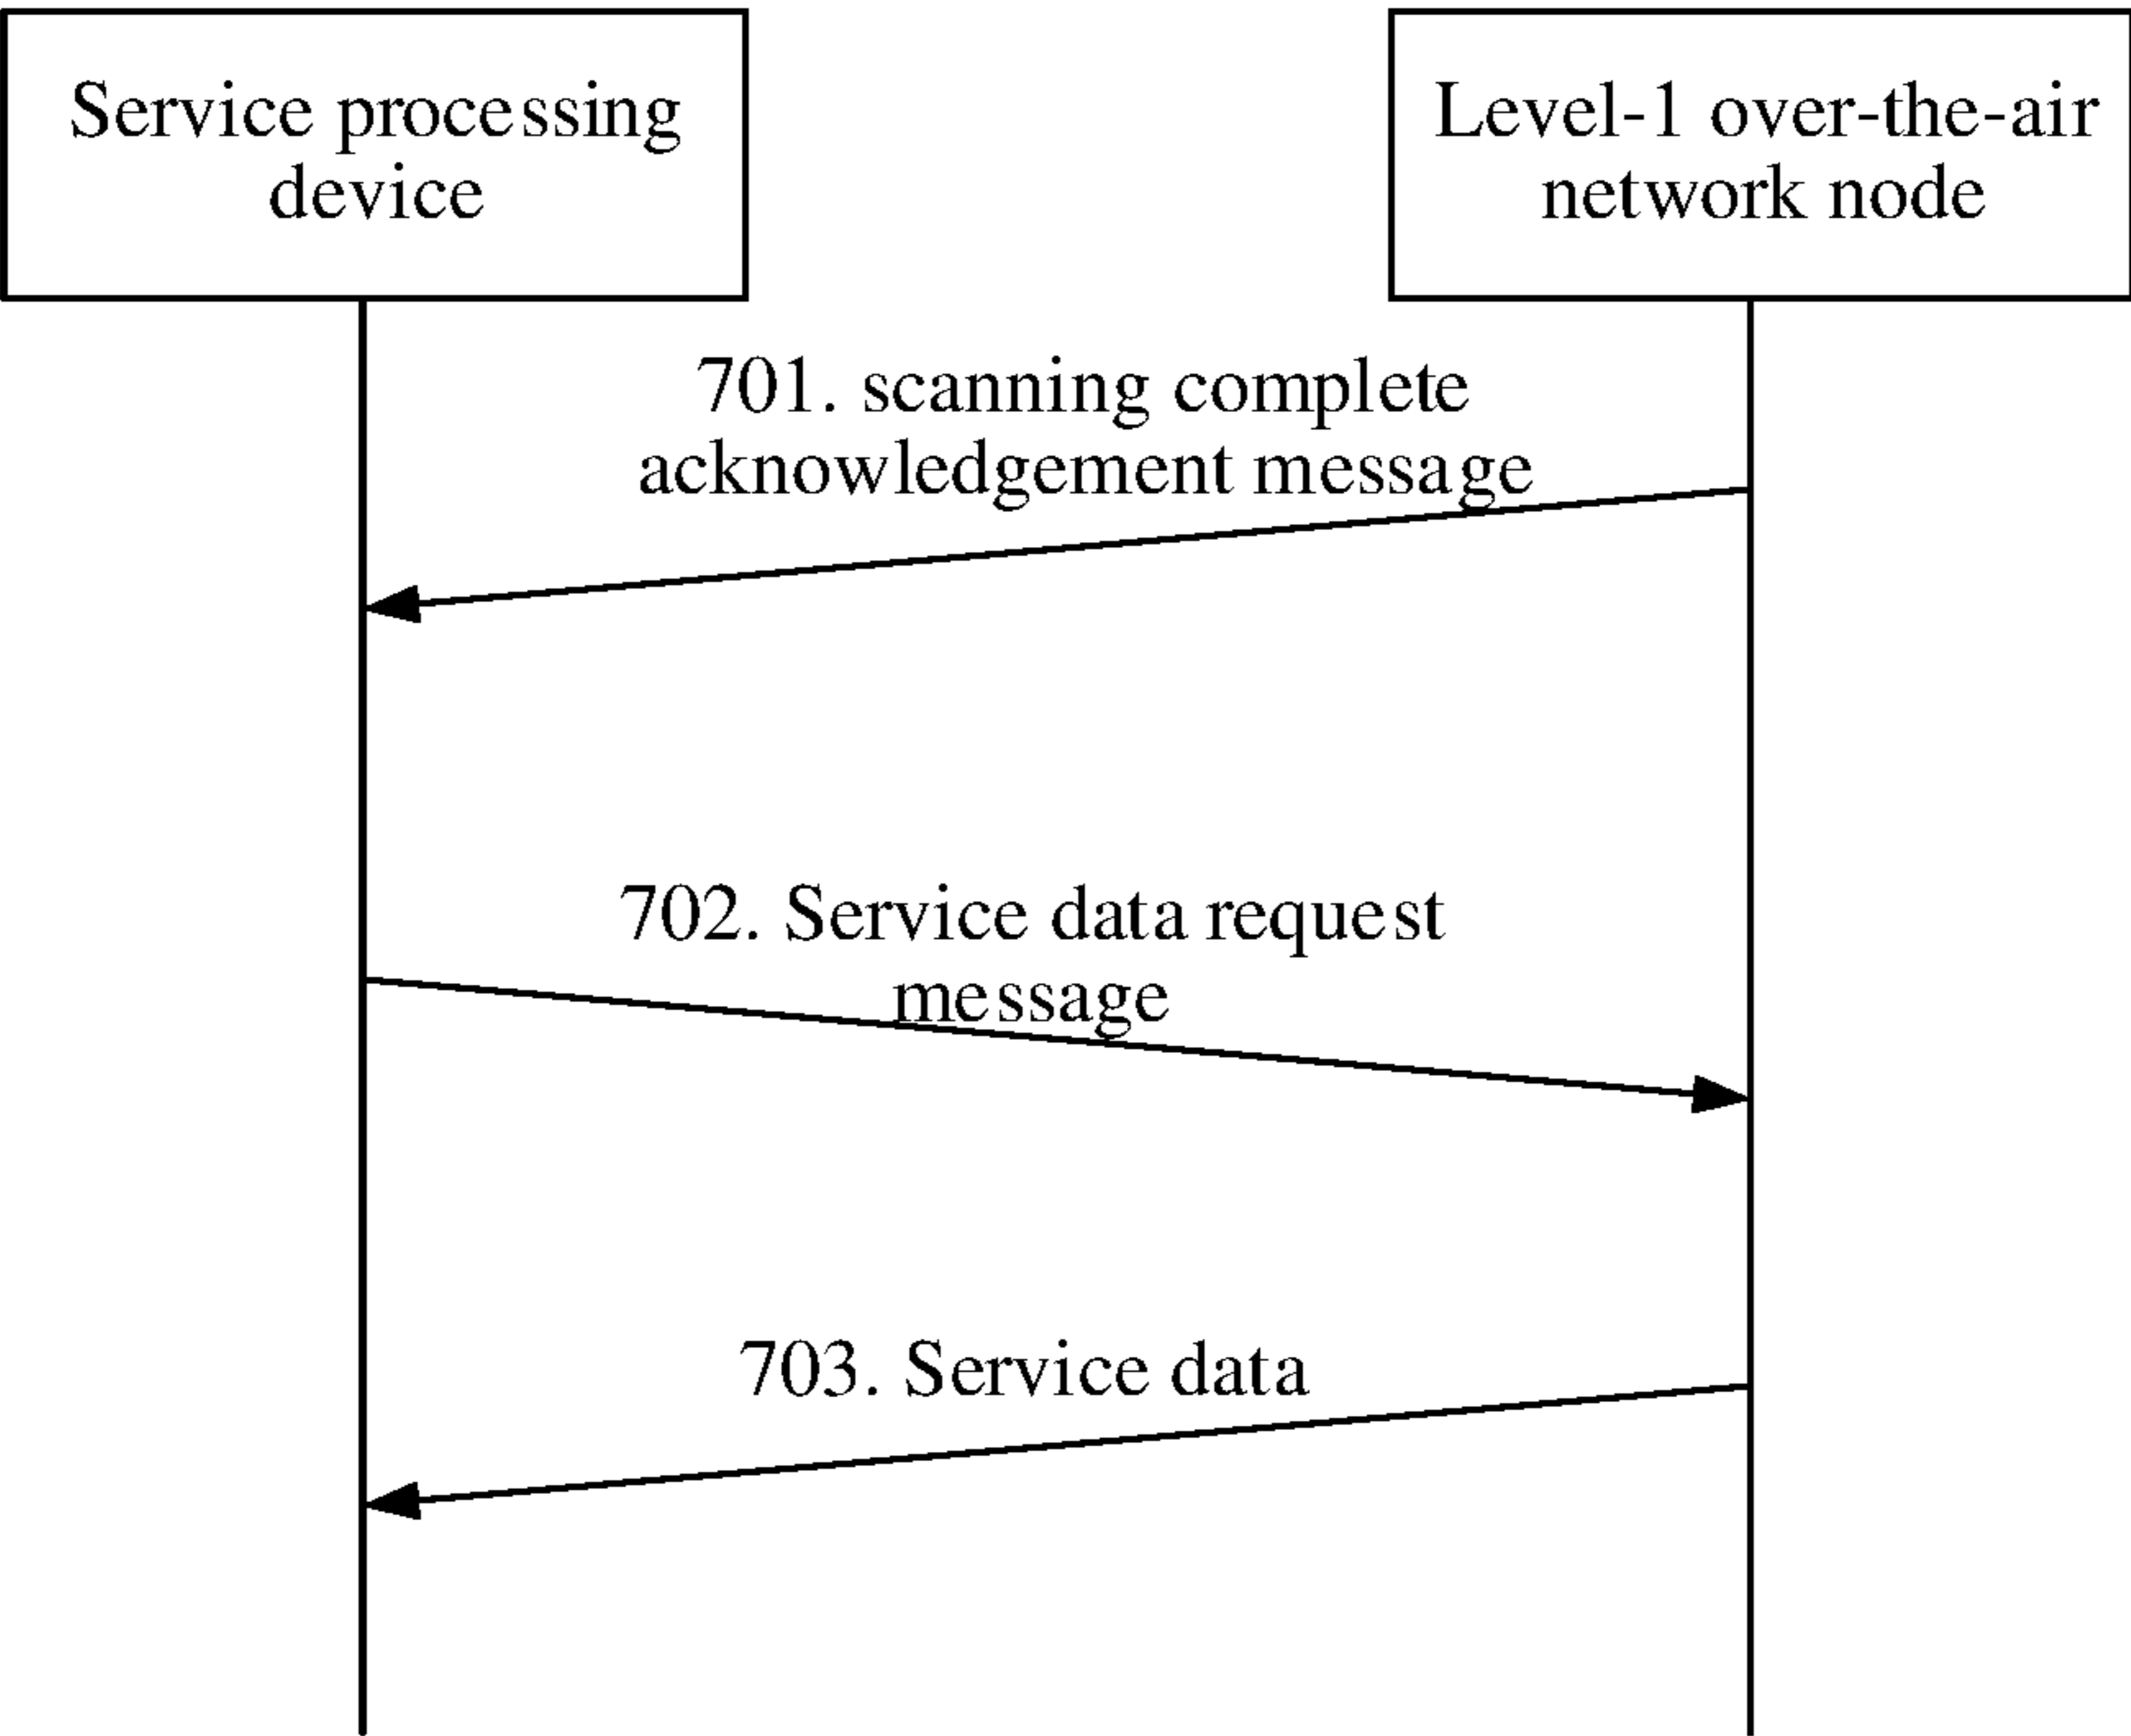 Service processing
device
Level-1 over-the-air
network node
701. scanning complete
acknowledgement message
702. Service data request
message
703. Service data